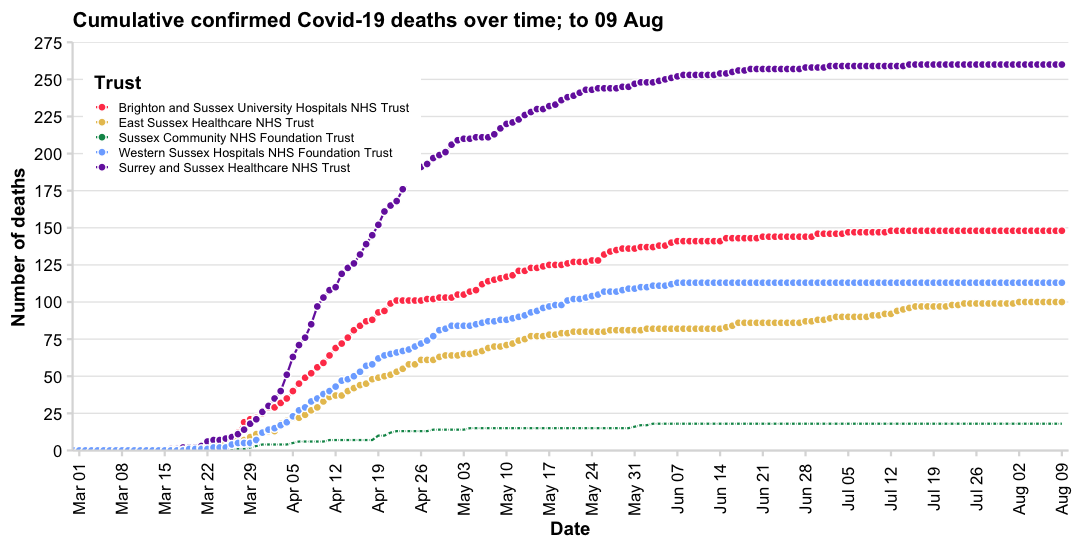 Cumulative confirmed Covid-19 deaths over time; to 09 Aug
275
250
225
200
175
150
125
100
75
50
25
0
Number of deaths
Trust
Brighton and Sussex University Hospitals NHS Trust
East Sussex Healthcare NHS Trust
Sussex Community NHS Foundation Trust
Western Sussex Hospitals NHS Foundation Trust
Surrey and Sussex Healthcare NHS Trust
Mar 01
Mar 08
Mar 15
Mar 22
Mar 29
Apr 05
Apr 12
Apr 19
Apr 26
May 03
May 10
May 17
May 24
May 31
Jun 07
Jun 14
Jun 21
Jun 28
Jul 05
Jul 12
Jul 19
Jul 26
Aug 02
Aug 09
Date